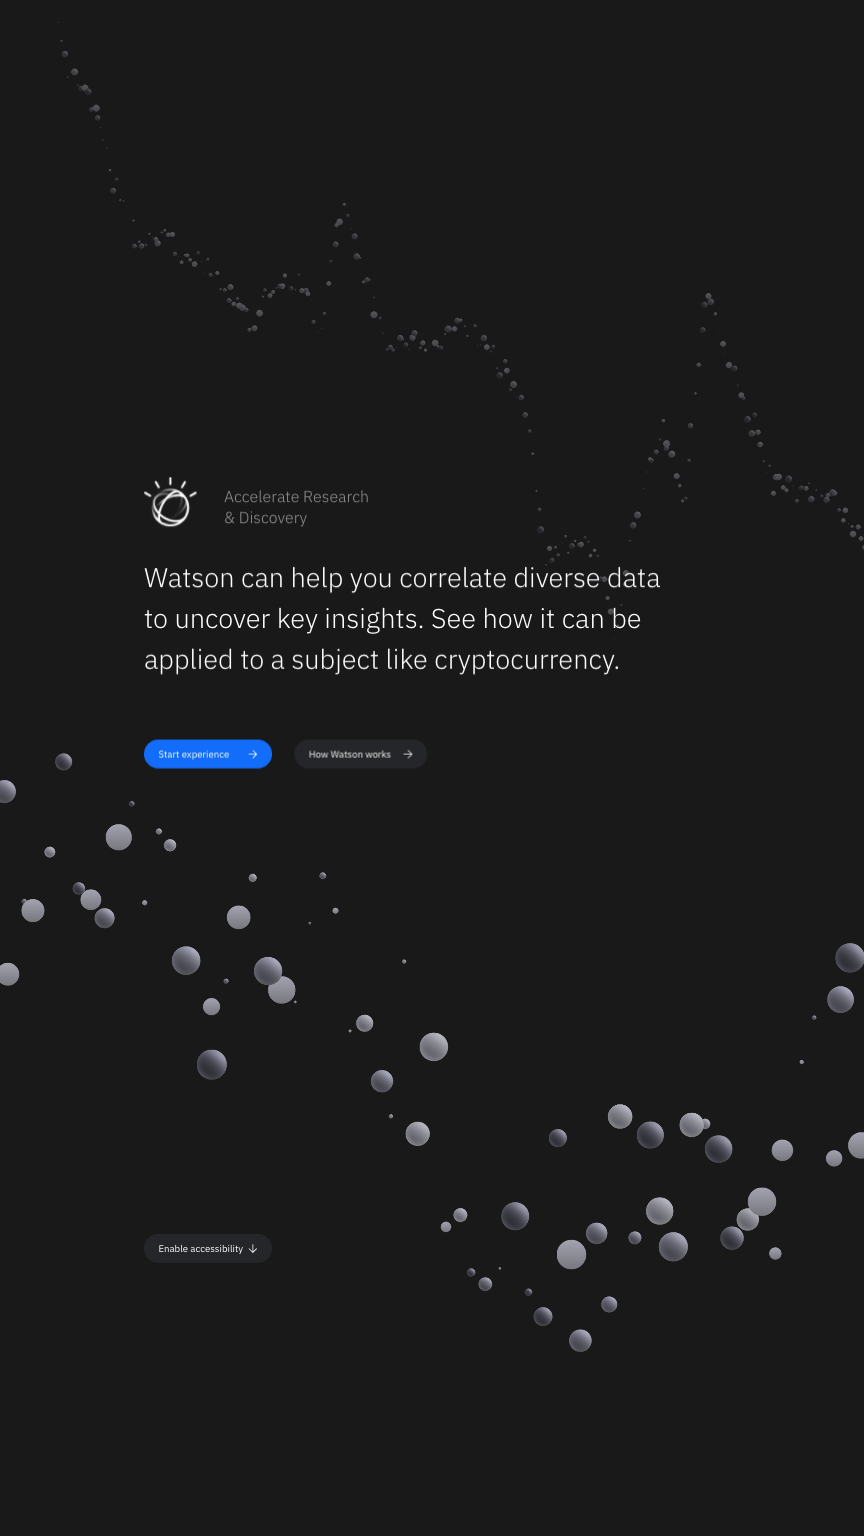 Accelerate Research
& Discovery
Watson can help you correlate diverse data
to uncover key insights. See how it can be
applied to a subject like cryptocurrency.
Start experience
How Watson works
Enable accessibility